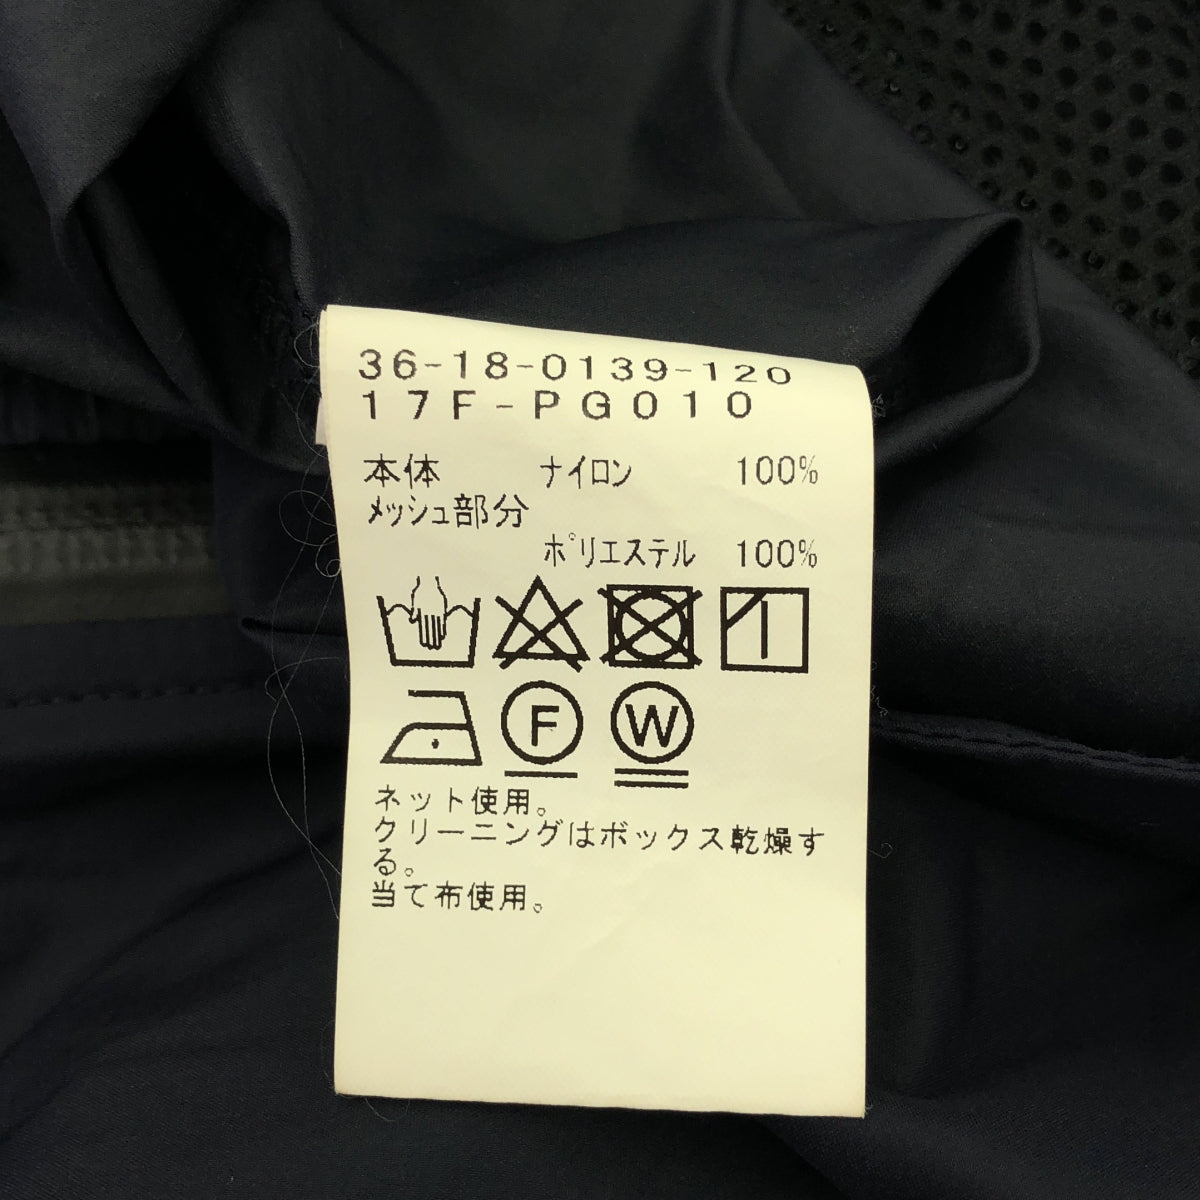 36-18-0139-120
17F-PG010
本体 ナイロン 100%
メッシュ部分
ポリエステル 100%
F W
ネット使用。
クリーニングはボックス乾燥す
る。
当て布使用。